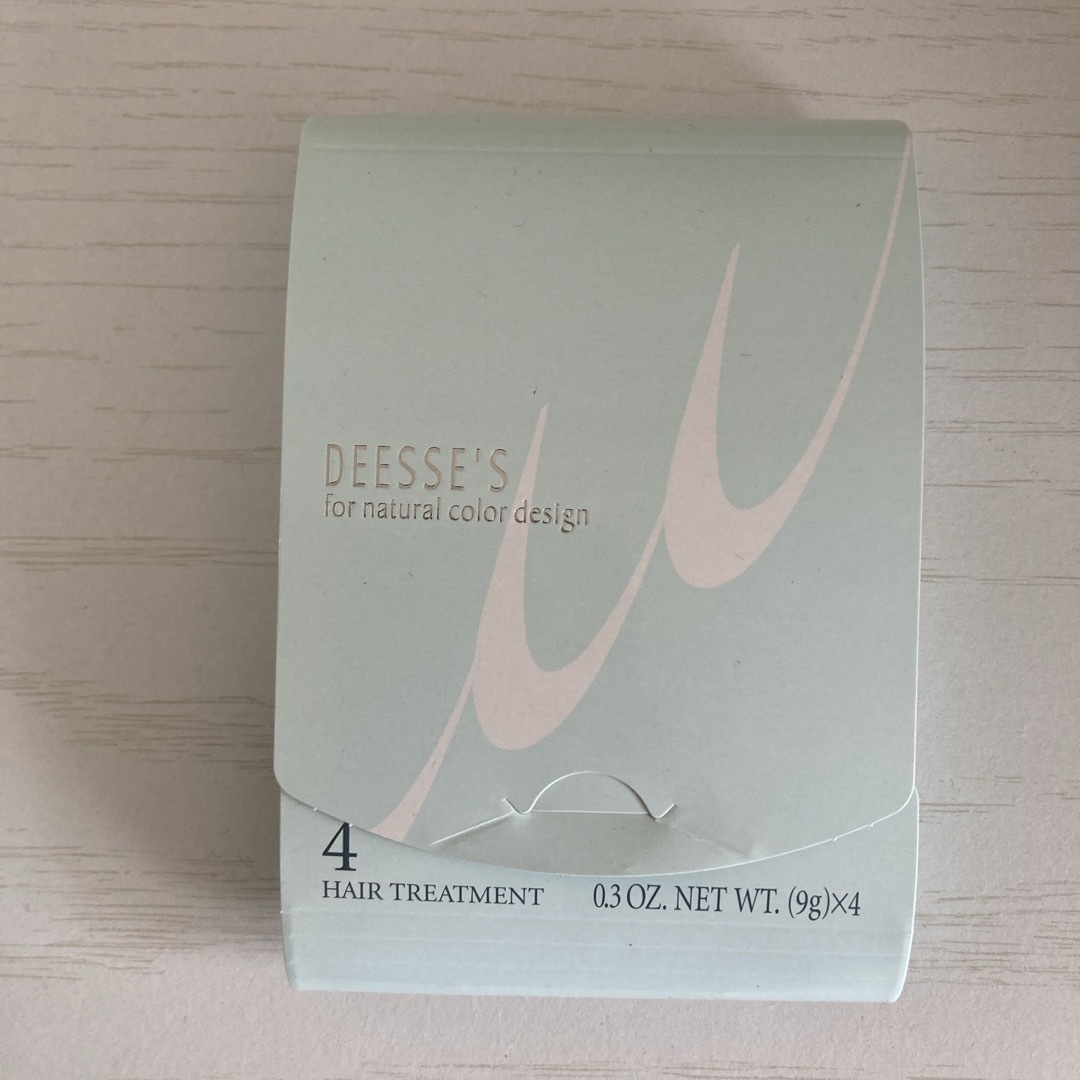 µ
DEESSE'S
for natural color design
4
HAIR TREATMENT
0.3 OZ. NET WT. (9g)×4